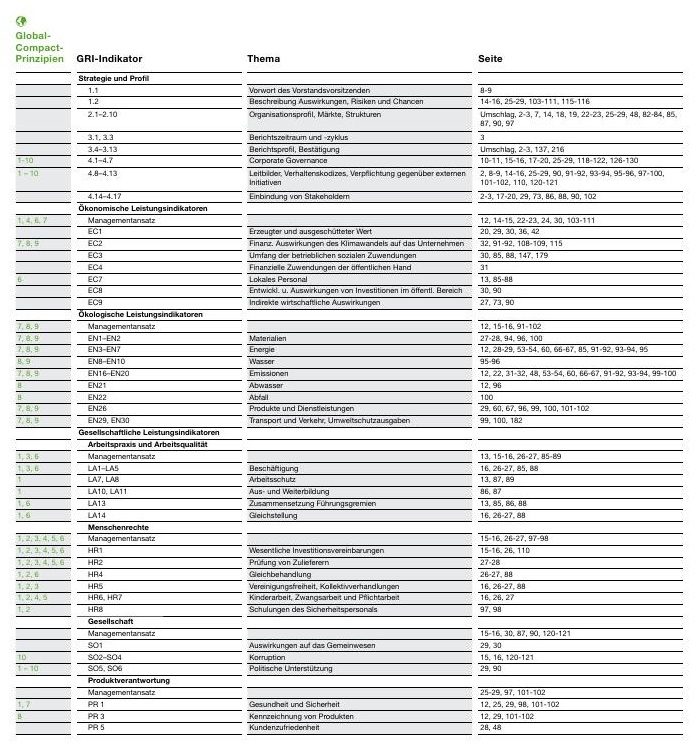 Global-
Compact-
Prinzipien GRI-Indikator Thema Seite
Strategie und Profil
1.1 Vorwort des Vorstandsvorsitzenden 8-9
1.2 Beschreibung Auswirkungen, Risiken und Chancen 14-16, 25-29, 103-111, 115-116
2.1–2.10 Organisationsprofil, Märkte, Strukturen Umschlag, 2-3, 7, 14, 18, 19, 22-23, 25-29, 48, 82-84, 85,
87, 90, 97
3.1, 3.3 Berichtszeitraum und -zyklus 3
3.4–3.13 Berichtsprofil, Bestätigung Umschlag, 2-3, 137, 216
1-10 4.1–4.7 Corporate Governance 10-11, 15-16, 17-20, 25-29, 118-122, 126-130
1 – 10 4.8–4.13 Leitbilder, Verhaltenskodizes, Verpflichtung gegenüber externen 2, 8-9, 14-16, 25-29, 90, 91-92, 93-94, 95-96, 97-100,
Initiativen 101-102, 110, 120-121
4.14–4.17 Einbindung von Stakeholdern 2-3, 17-20, 29, 73, 86, 88, 90, 102
Ökonomische Leistungsindikatoren
1, 4, 6, 7 Managementansatz 12, 14-15, 22-23, 24, 30, 103-111
EC1 Erzeugter und ausgeschütteter Wert 20, 29, 30, 36, 42
7, 8, 9 EC2 Finanz. Auswirkungen des Klimawandels auf das Unternehmen 32, 91-92, 108-109, 115
EC3 Umfang der betrieblichen sozialen Zuwendungen 30, 85, 88, 147, 179
EC4 Finanzielle Zuwendungen der öffentlichen Hand 31
6 EC7 Lokales Personal 13, 85-88
EC8 Entwickl. u. Auswirkungen von Investitionen im öffentl. Bereich 30, 90
EC9 Indirekte wirtschaftliche Auswirkungen 27, 73, 90
Ökologische Leistungsindikatoren
7, 8, 9 Managementansatz 12, 15-16, 91-102
7, 8, 9 EN1–EN2 Materialien 27-28, 94, 96, 100
7, 8, 9 EN3–EN7 Energie 12, 28-29, 53-54, 60, 66-67, 85, 91-92, 93-94, 95
8, 9 EN8–EN10 Wasser 95-96
7, 8, 9 EN16–EN20 Emissionen 12, 22, 31-32, 48, 53-54, 60, 66-67, 91-92, 93-94, 99-100
8 EN21 Abwasser 12, 96
8 EN22 Abfall 100
7, 8, 9 EN26 Produkte und Dienstleistungen 29, 60, 67, 96, 99, 100, 101-102
7, 8, 9 EN29, EN30 Transport und Verkehr, Umweltschutzausgaben 99, 100, 182
Gesellschaftliche Leistungsindikatoren
Arbeitspraxis und Arbeitsqualität
1, 3, 6 Managementansatz 13, 15-16, 26-27, 85-89
1, 3, 6 LA1–LA5 Beschäftigung 16, 26-27, 85, 88
1 LA7, LA8 Arbeitsschutz 13, 87, 89
1 LA10, LA11 Aus- und Weiterbildung 86, 87
1, 6 LA13 Zusammensetzung Führungsgremien 13, 85, 86, 88
1, 6 LA14 Gleichstellung 16, 26-27, 88
Menschenrechte
1, 2, 3, 4, 5, 6 Managementansatz 15-16, 26-27, 97-98
1, 2, 3, 4, 5, 6 HR1 Wesentliche Investitionsvereinbarungen 15-16, 26, 110
1, 2, 3, 4, 5, 6 HR2 Prüfung von Zulieferern 27-28
1, 2, 6 HR4 Gleichbehandlung 26-27, 88
1, 2, 3 HR5 Vereinigungsfreiheit, Kollektivverhandlungen 16, 26-27, 88
1, 2, 4, 5 HR6, HR7 Kinderarbeit, Zwangsarbeit und Pflichtarbeit 16, 26, 27
1, 2 HR8 Schulungen des Sicherheitspersonals 97, 98
Gesellschaft
Managementansatz 15-16, 30, 87, 90, 120-121
SO1 Auswirkungen auf das Gemeinwesen 29, 30
10 SO2–SO4 Korruption 15, 16, 120-121
1 – 10 SO5, SO6 Politische Unterstützung 29, 90
Produktverantwortung
Managementansatz 25-29, 97, 101-102
1, 7 PR 1 Gesundheit und Sicherheit 12, 25, 29, 98, 101-102
8 PR 3 Kennzeichnung von Produkten 12, 29, 101-102
PR 5 Kundenzufriedenheit 28, 48